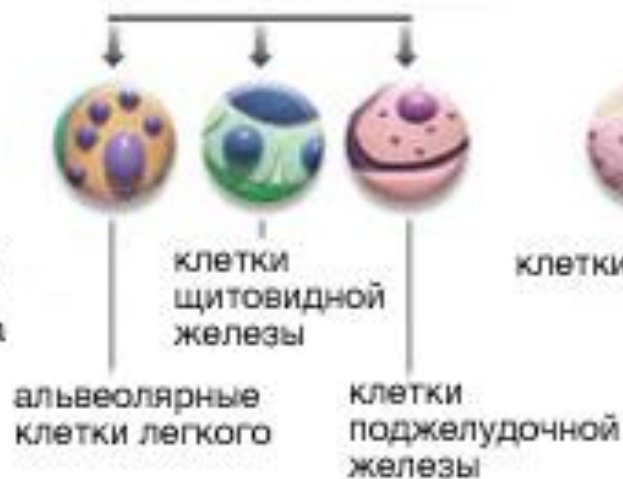 клетки
щитовидной
железы
клетки
альвеолярные
клетки легкого
клетки
поджелудочной
железы